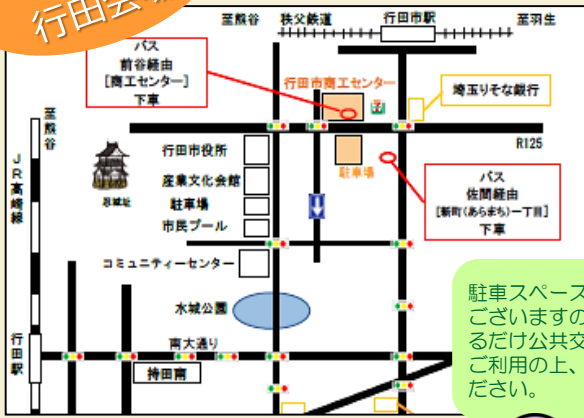 行田会
至熊谷
秩父鉄道
行田市駅
至羽生
バス
前谷経由
[商工センター]
下車
行田市商工センター
埼玉りそな銀行
至熊谷
R125
JR高崎線
忍城址
行田市役所
産業文化会館
駐車場
市民プール
駐車場
バス
佐間経由
[新町(あらまち)一丁目]
下車
コミュニティーセンター
水城公園
駐車スペース
ございますの
るだけ公共交
ご利用の上、
ださい。
南大通り
行田駅
持田南